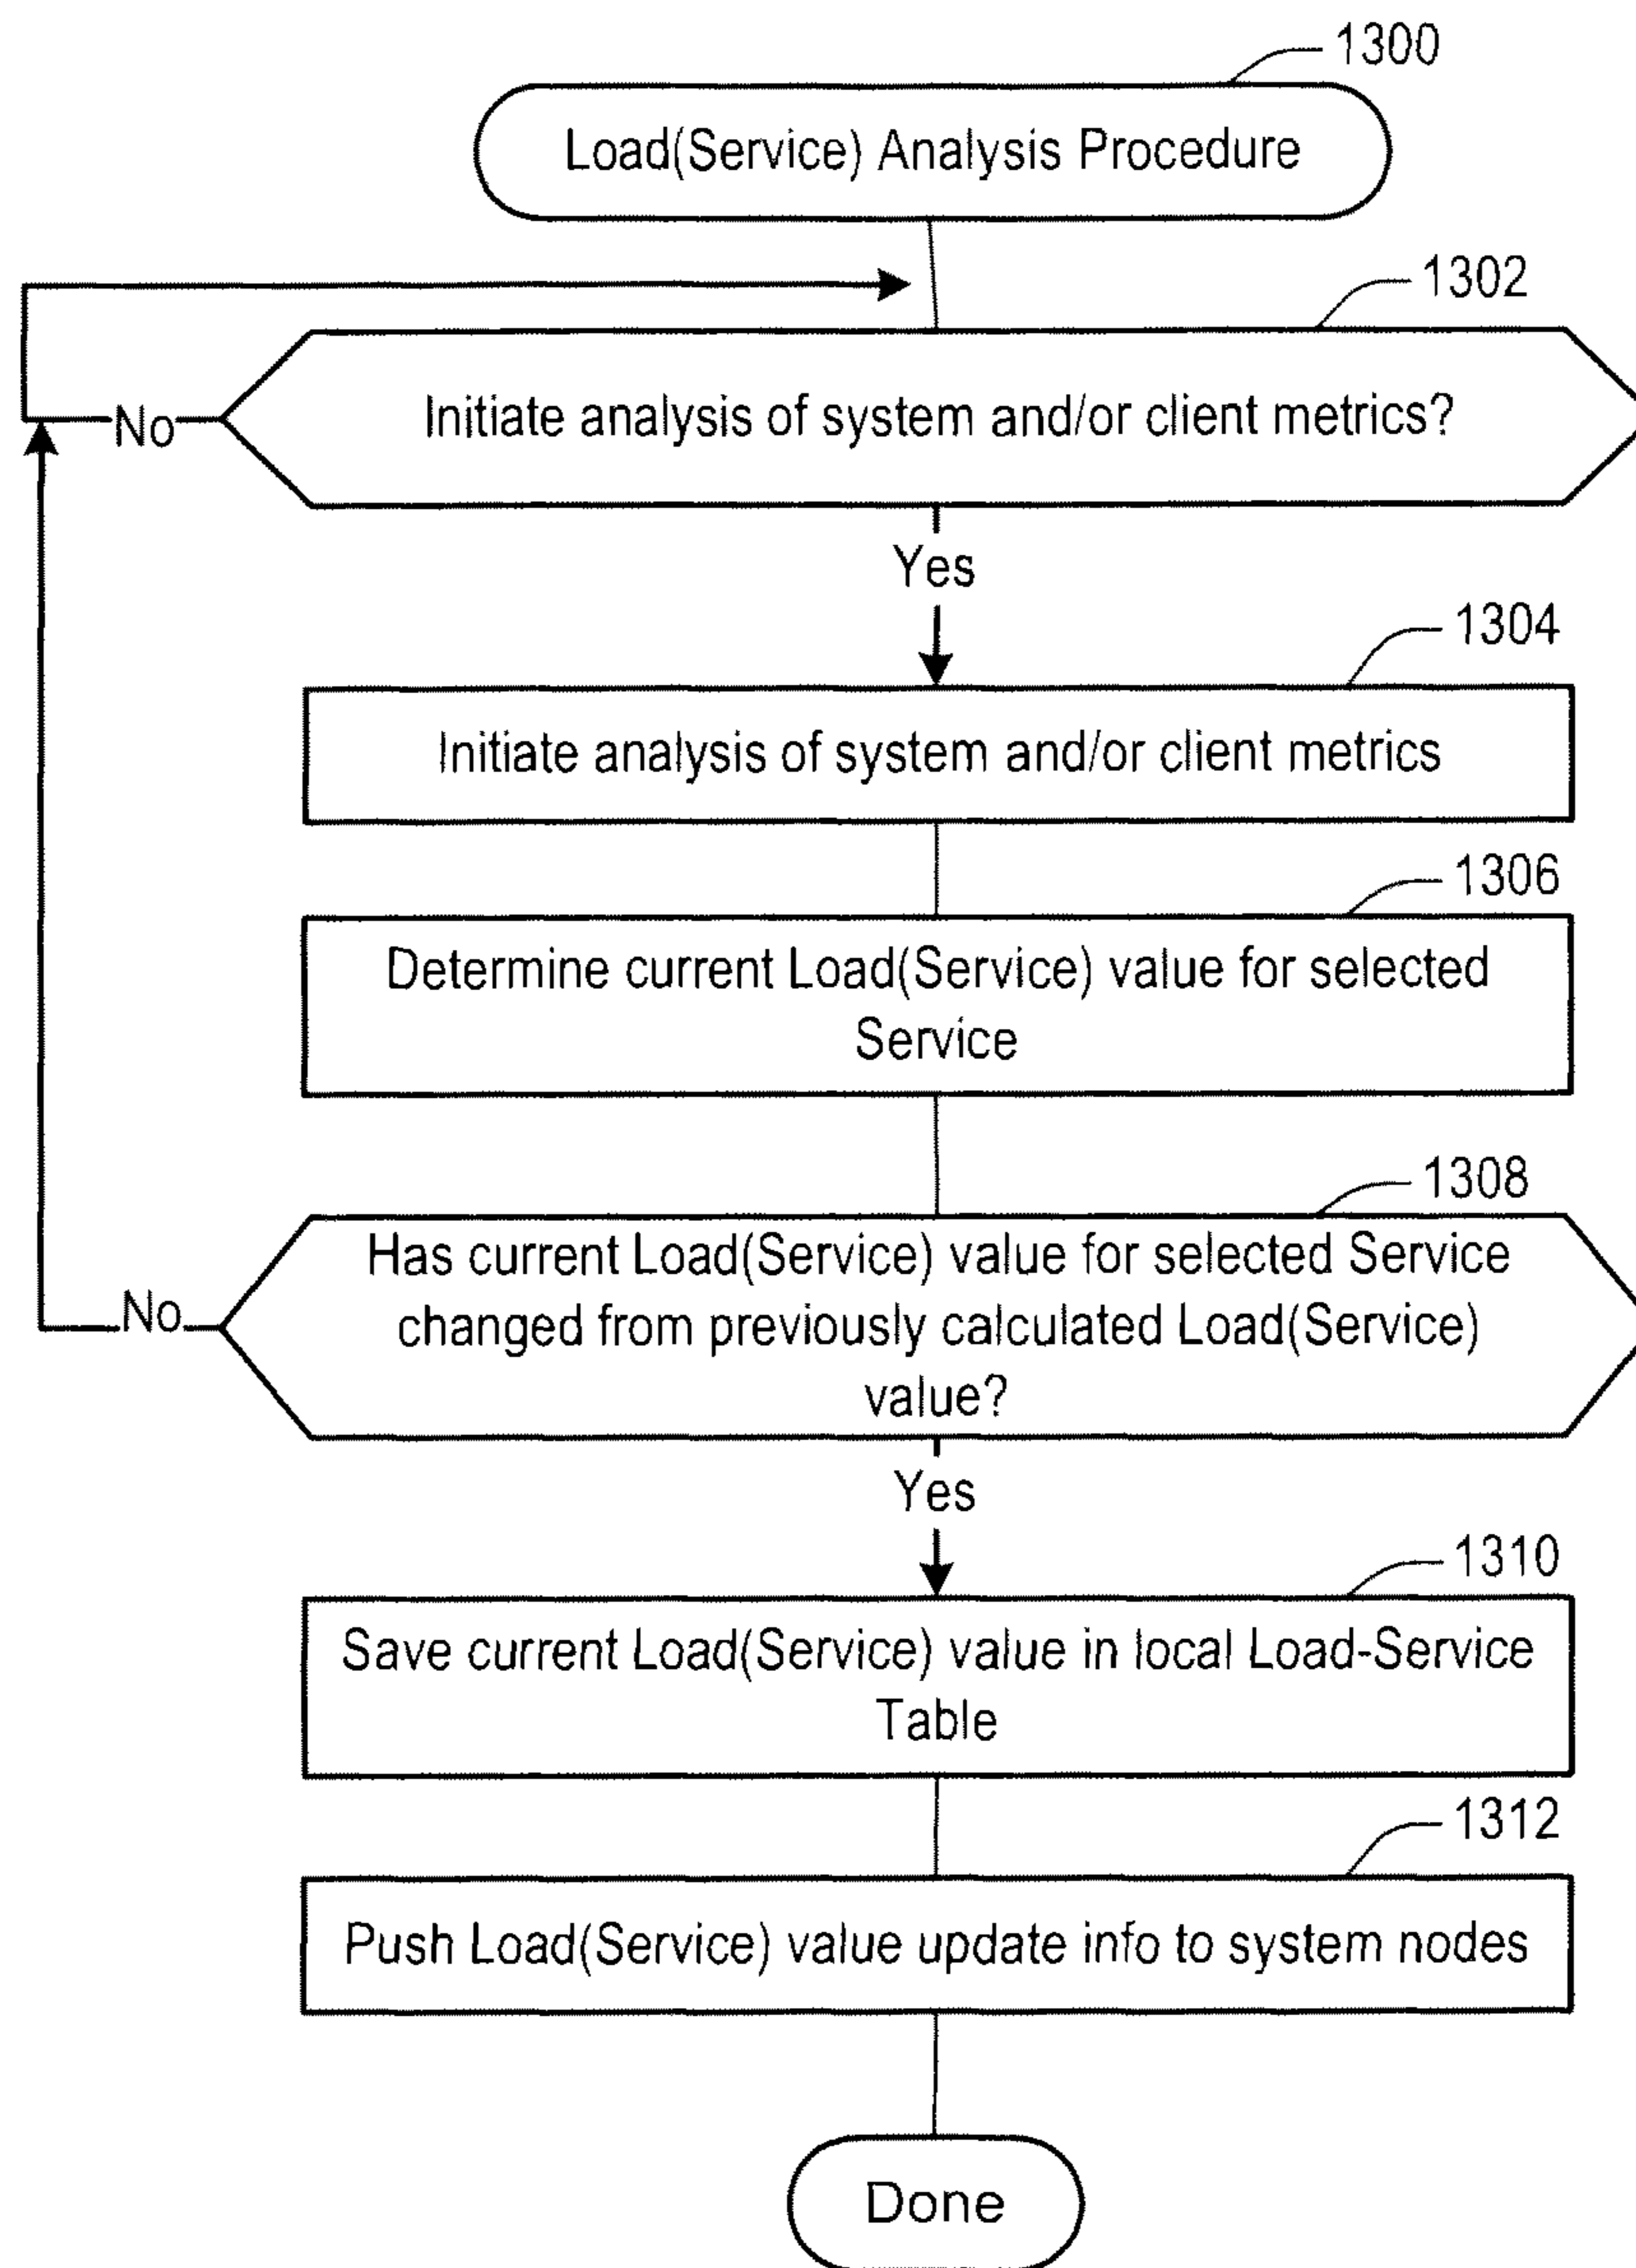 1300
Load(Service) Analysis Procedure
1302
Initiate analysis of system and/or client metrics?
No
Yes
1304
Initiate analysis of system and/or client metrics
1306
Determine current Load(Service) value for selected
Service
1308
Has current Load(Service) value for selected Service
changed from previously calculated Load(Service)
value?
No
Yes
1310
Save current Load(Service) value in local Load-Service
Table
1312
Push Load(Service) value update info to system nodes
Done